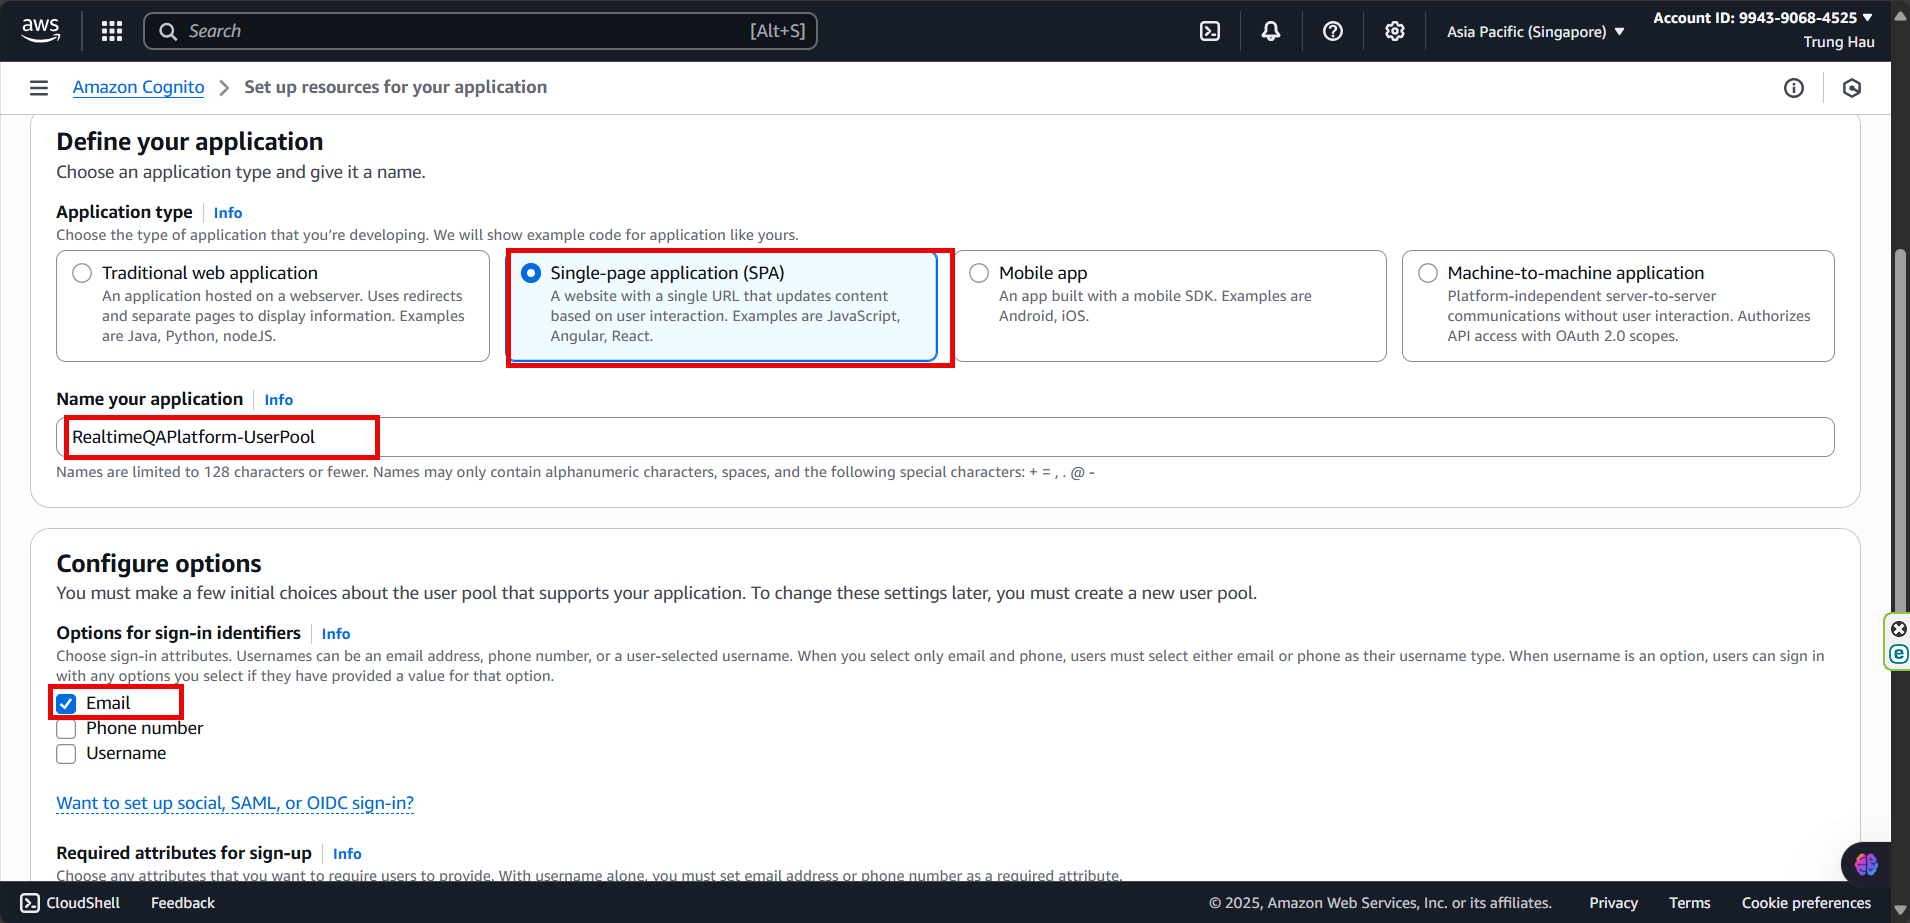 aws
Search
[Alt+S]
Asia Pacific (Singapore)
Account ID: 9943-9068-4525
Trung Hau
Amazon Cognito
Set up resources for your application
Define your application
Choose an application type and give it a name.
Application type
Info
Choose the type of application that you're developing. We will show example code for application like yours.
Traditional web application
An application hosted on a webserver. Uses redirects
and separate pages to display information. Examples
are Java, Python, nodeJS.
Single-page application (SPA)
A website with a single URL that updates content
based on user interaction. Examples are JavaScript,
Angular, React.
Mobile app
An app built with a mobile SDK. Examples are
Android, iOS.
Machine-to-machine application
Platform-independent server-to-server
communications without user interaction. Authorizes
API access with OAuth 2.0 scopes.
Name your application
Info
RealtimeQAPlatform-UserPool
Names are limited to 128 characters or fewer. Names may only contain alphanumeric characters, spaces, and the following special characters: + = , . @ -
Configure options
You must make a few initial choices about the user pool that supports your application. To change these settings later, you must create a new user pool.
Options for sign-in identifiers
Info
Choose sign-in attributes. Usernames can be an email address, phone number, or a user-selected username. When you select only email and phone, users must select either email or phone as their username type. When username is an option, users can sign in
with any options you select if they have provided a value for that option.
Email
Phone number
Username
Want to set up social, SAML, or OIDC sign-in?
Required attributes for sign-up
Info
Choose any attributes that you want to require users to provide. With username alone, you must set email address or phone number as a required attribute.
CloudShell
Feedback
© 2025, Amazon Web Services, Inc. or its affiliates.
Privacy
Terms
Cookie preferences